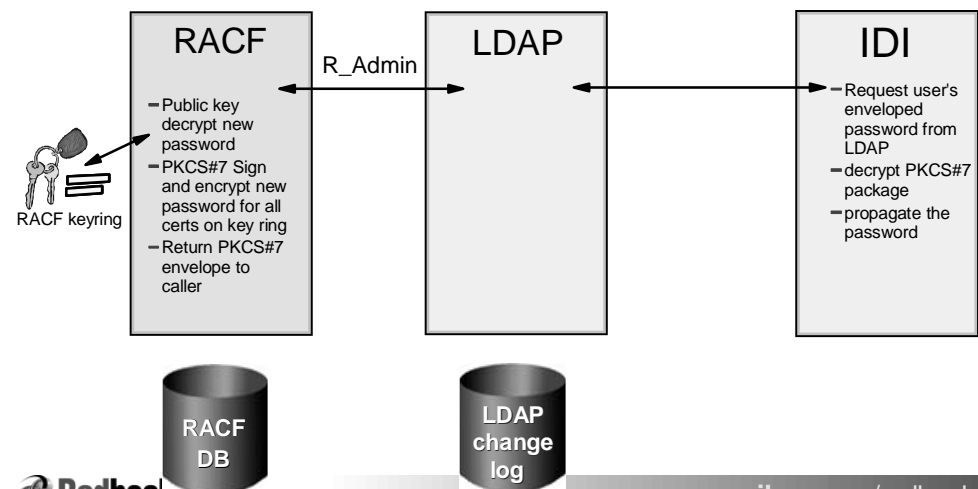 RACF
LDAP
IDI
R_Admin
– Public key
decrypt new
password
– PKCS#7 Sign
and encrypt new
password for all
certs on key ring
– Return PKCS#7
envelope to
caller
RACF keyring
– Request user's
enveloped
password from
LDAP
– decrypt PKCS#7
package
– propagate the
password
RACF
DB
LDAP
change
log